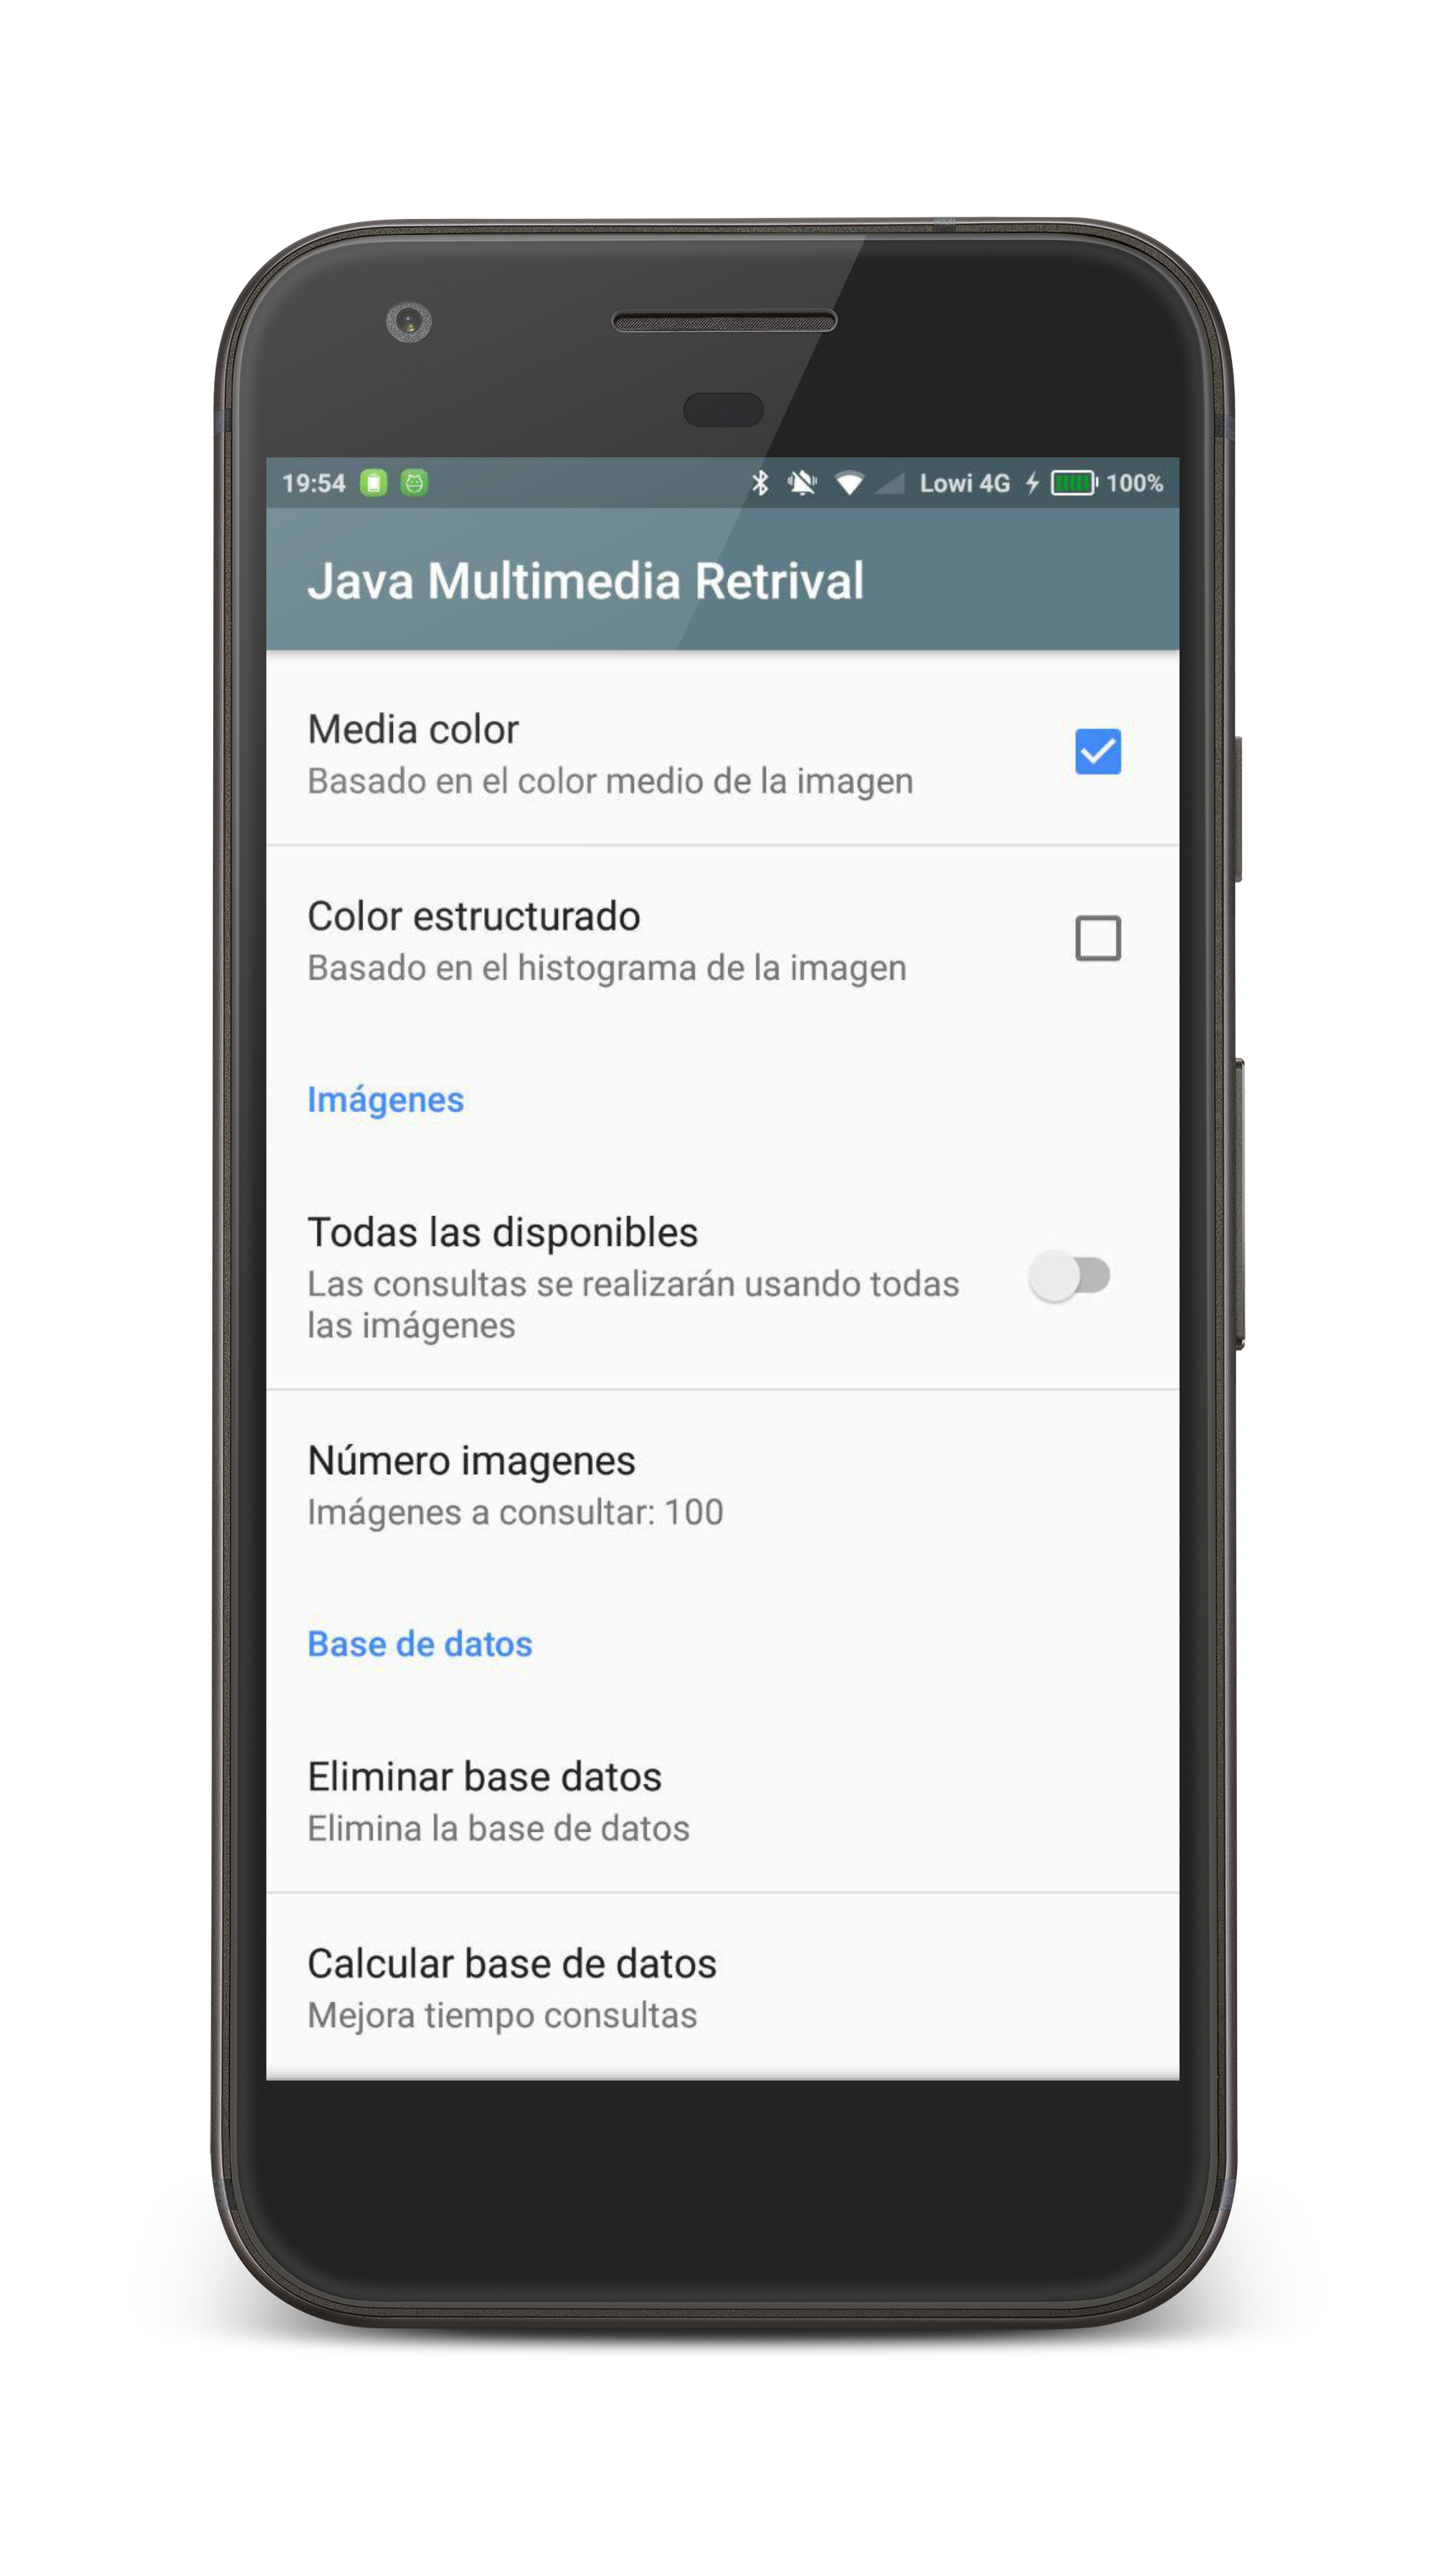 19:54 Lowi 4G 100%
Java Multimedia Retrival
Media color
Basado en el color medio de la imagen
Color estructurado
Basado en el histograma de la imagen
Imágenes
Todas las disponibles
Las consultas se realizarán usando todas
las imágenes
Número imagenes
Imágenes a consultar: 100
Base de datos
Eliminar base datos
Elimina la base de datos
Calcular base de datos
Mejora tiempo consultas